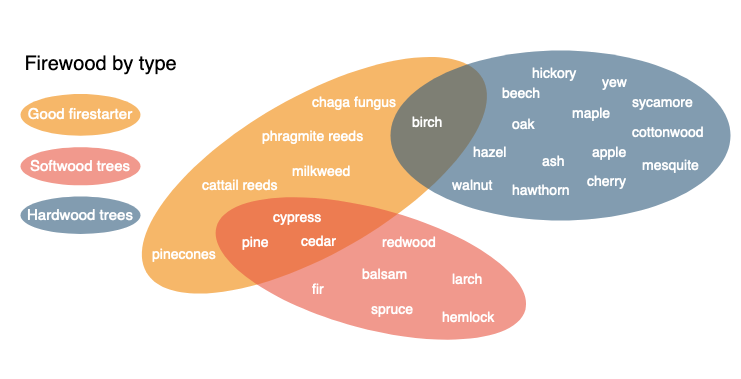 Firewood by type
Good firestarter
Softwood trees
Hardwood trees
chaga fungus
phragmite reeds
milkweed
cattail reeds
pinecones
birch
hickory
yew
beech
sycamore
maple
oak
cottonwood
hazel
apple
ash
mesquite
walnut
hawthorn
cherry
cypress
pine
cedar
redwood
balsam
larch
fir
spruce
hemlock